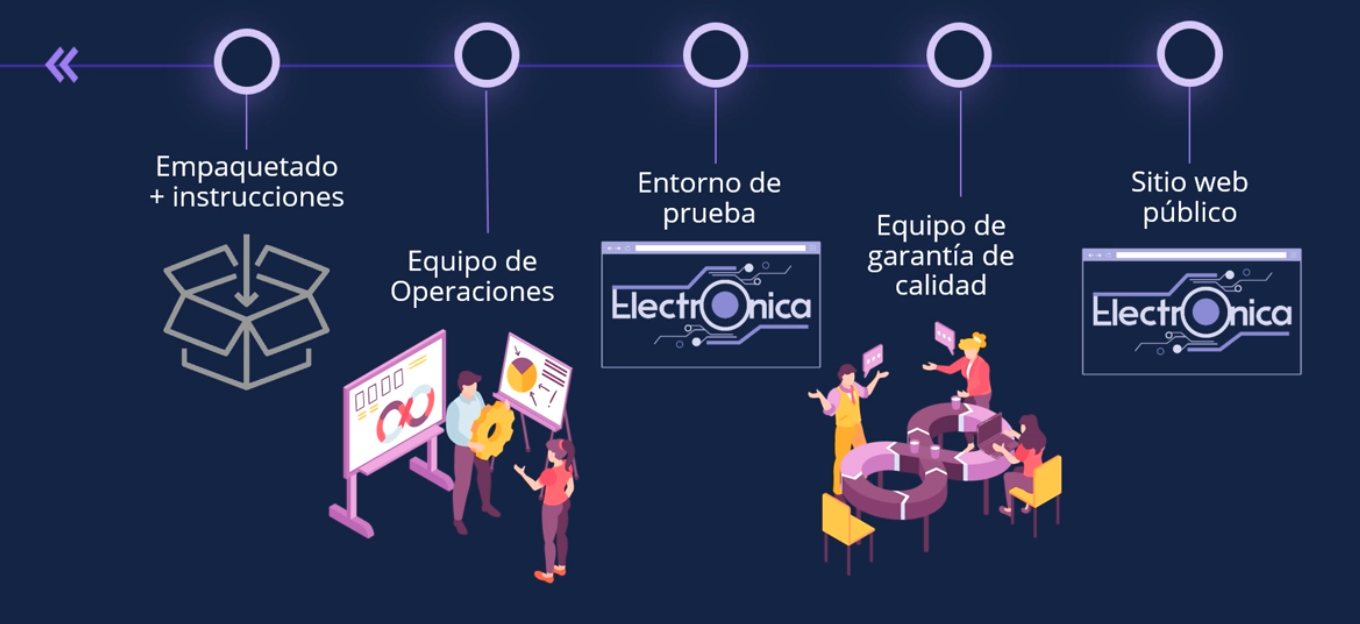 Empaquetado
+ instrucciones
Equipo de
Operaciones
Entorno de
prueba
ElectrOnica
Equipo de
garantía de
calidad
Sitio web
público
ElectrOnica